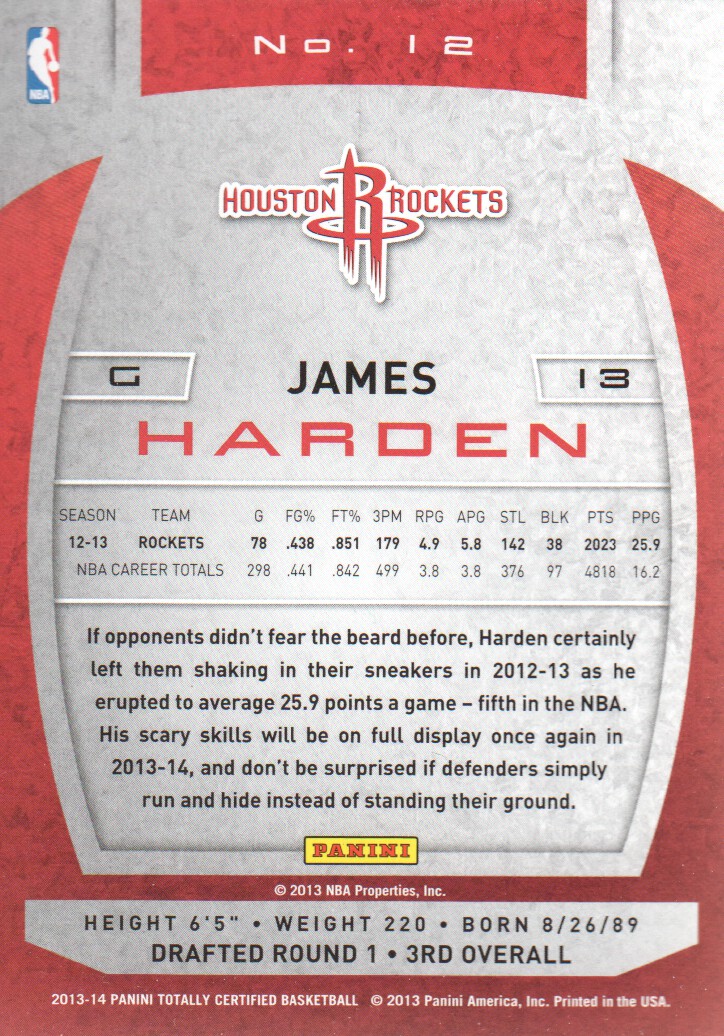 No. 12
NBA
HOUSTON ROCKETS
G
JAMES
13
HARDEN
SEASON TEAM G FG% FT% 3PM RPG APG STL BLK PTS PPG
12-13 ROCKETS 78 .438 .851 179 4.9 5.8 142 38 2023 25.9
NBA CAREER TOTALS 298 .441 .842 499 3.8 3.8 376 97 4818 16.2
If opponents didn't fear the beard before, Harden certainly
left them shaking in their sneakers in 2012-13 as he
erupted to average 25.9 points a game – fifth in the NBA.
His scary skills will be on full display once again in
2013-14, and don't be surprised if defenders simply
run and hide instead of standing their ground.
PANINI
© 2013 NBA Properties, Inc.
HEIGHT 6'5" • WEIGHT 220 • BORN 8/26/89
DRAFTED ROUND 1 • 3RD OVERALL
2013-14 PANINI TOTALLY CERTIFIED BASKETBALL © 2013 Panini America, Inc. Printed in the USA.